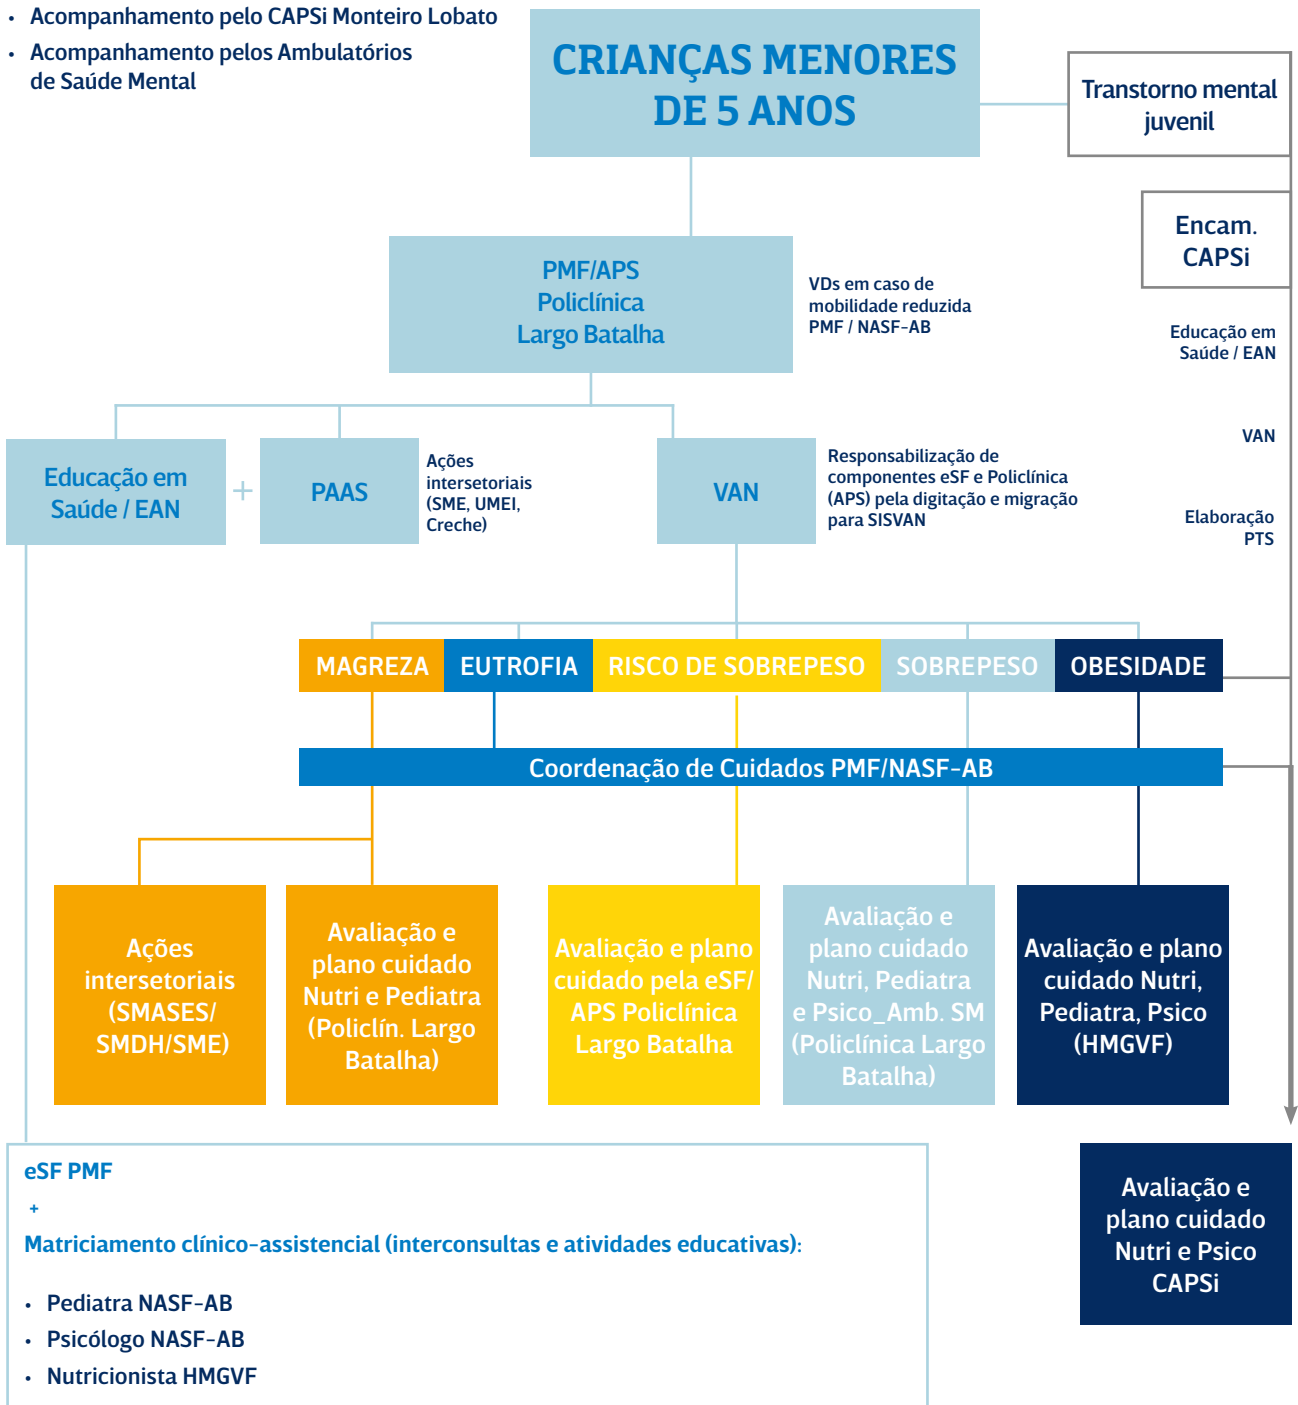 • Acompanhamento pelo CAPSi Monteiro Lobato
• Acompanhamento pelos Ambulatórios
de Saúde Mental
CRIANÇAS MENORES
DE 5 ANOS
Transtorno mental
juvenil
Encam.
CAPSi
PMF/APS
Policlínica
Largo Batalha
VDs em caso de
mobilidade reduzida
PMF / NASF-AB
Educação em
Saúde / EAN
VAN
Elaboração
PTS
Educação em
Saúde / EAN
+
PAAS
Ações
intersetoriais
(SME, UMEI,
Creche)
VAN
Responsabilização de
componentes eSF e Policlínica
(APS) pela digitação e migração
para SISVAN
MAGREZA
EUTROFIA
RISCO DE SOBREPESO
SOBREPESO
OBESIDADE
Coordenação de Cuidados PMF/NASF-AB
Ações
intersetoriais
(SMASES/
SMDH/SME)
Avaliação e
plano cuidado
Nutri e Pediatra
(Policlín. Largo
Batalha)
Avaliação e plano
cuidado pela eSF/
APS Policlínica
Largo Batalha
Avaliação e
plano cuidado
Nutri, Pediatra
e Psico_Amb. SM
(Policlínica Largo
Batalha)
Avaliação e plano
cuidado Nutri,
Pediatra, Psico
(HMGVF)
eSF PMF
+
Matriciamento clínico-assistencial (interconsultas e atividades educativas):
• Pediatra NASF-AB
• Psicólogo NASF-AB
• Nutricionista HMGVF
Avaliação e
plano cuidado
Nutri e Psico
CAPSi